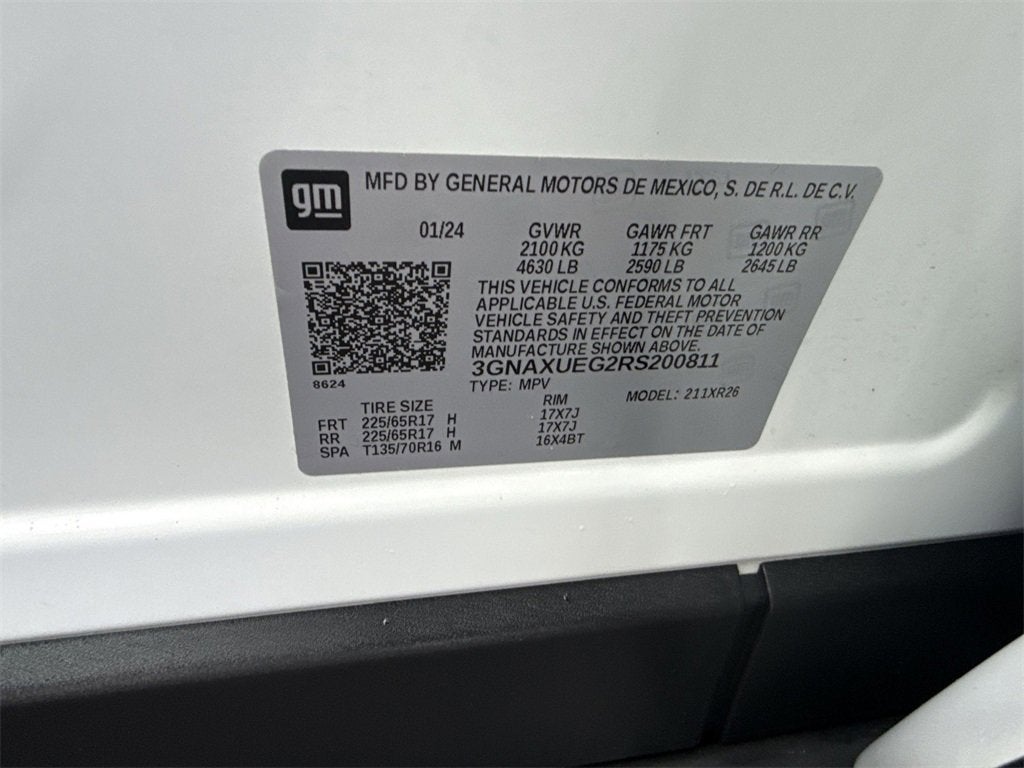 gm MFD BY GENERAL MOTORS DE MEXICO, S. DE R.L. DE C.V.
01/24 GVWR GAWR FRT GAWR RR
2100 KG 1175 KG 1200 KG
4630 LB 2590 LB 2645 LB
THIS VEHICLE CONFORMS TO ALL
APPLICABLE U.S. FEDERAL MOTOR
VEHICLE SAFETY AND THEFT PREVENTION
STANDARDS IN EFFECT ON THE DATE OF
MANUFACTURE SHOWN ABOVE.
3GNAXUEG2RS200811
8624 TYPE: MPV MODEL: 211XR26
TIRE SIZE RIM
FRT 225/65R17 H 17X7J
RR 225/65R17 H 17X7J
SPA T135/70R16 M 16X4BT